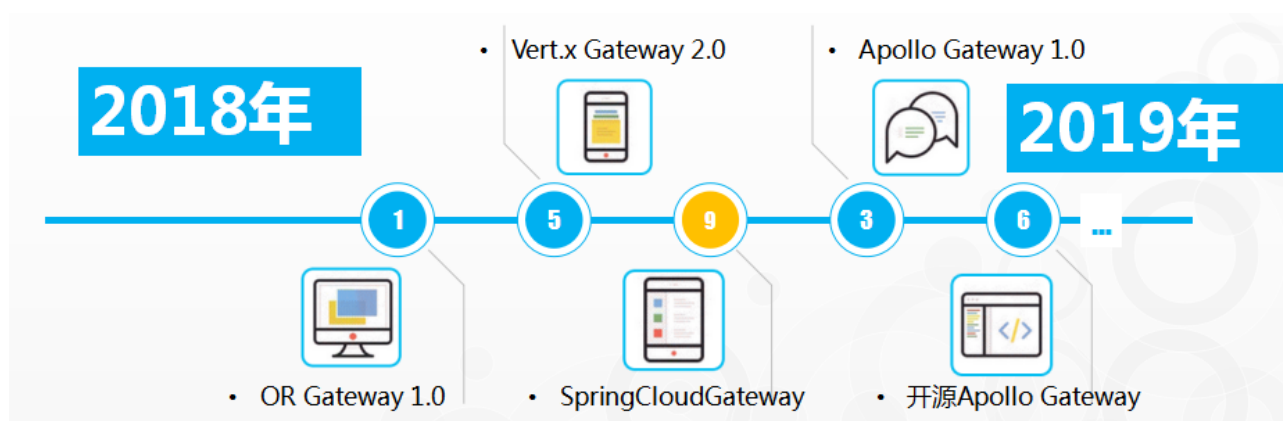 • Vert.x Gateway 2.0
• Apollo Gateway 1.0
2018年
2019年
1
5
9
3
6
...
• OR Gateway 1.0
• SpringCloudGateway
• 开源Apollo Gateway